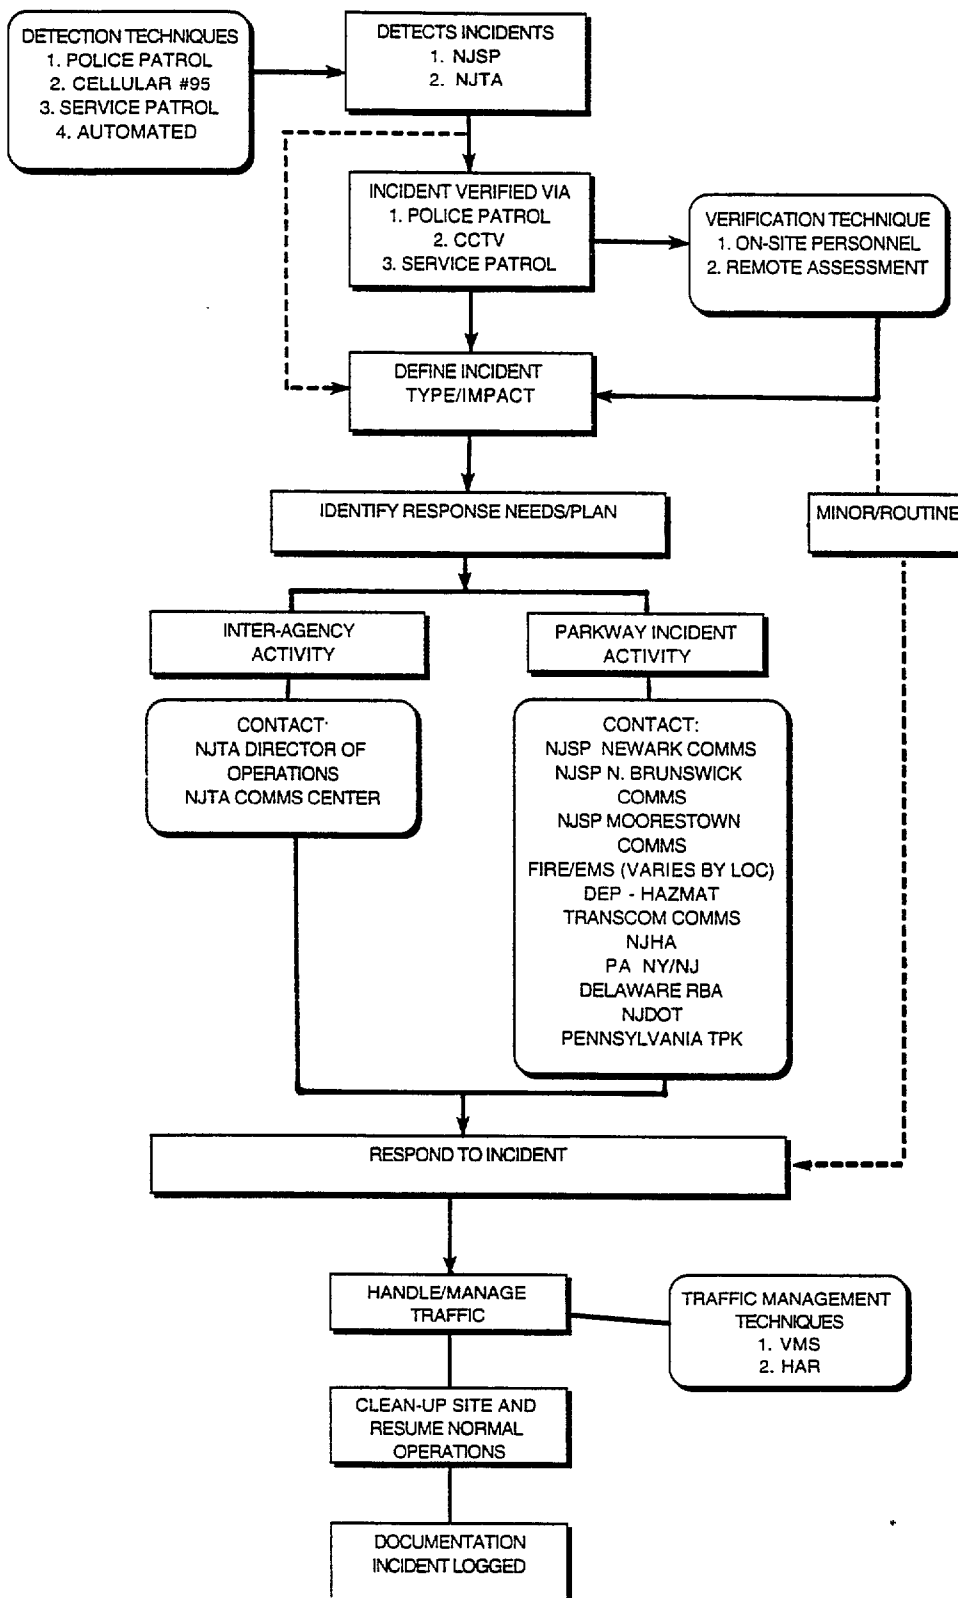 DETECTION TECHNIQUES
1. POLICE PATROL
2. CELLULAR #95
3. SERVICE PATROL
4. AUTOMATED
DETECTS INCIDENTS
1. NJSP
2. NJTA
INCIDENT VERIFIED VIA
1. POLICE PATROL
2. CCTV
3. SERVICE PATROL
VERIFICATION TECHNIQUE
1. ON-SITE PERSONNEL
2. REMOTE ASSESSMENT
DEFINE INCIDENT
TYPE/IMPACT
IDENTIFY RESPONSE NEEDS/PLAN
MINOR/ROUTINE
INTER-AGENCY
ACTIVITY
PARKWAY INCIDENT
ACTIVITY
CONTACT:
NJTA DIRECTOR OF
OPERATIONS
NJTA COMMS CENTER
CONTACT:
NJSP NEWARK COMMS
NJSP N. BRUNSWICK
COMMS
NJSP MOORESTOWN
COMMS
FIRE/EMS (VARIES BY LOC)
DEP - HAZMAT
TRANSCOM COMMS
NJHA
PA NY/NJ
DELAWARE RBA
NJDOT
PENNSYLVANIA TPK
RESPOND TO INCIDENT
HANDLE/MANAGE
TRAFFIC
TRAFFIC MANAGEMENT
TECHNIQUES
1. VMS
2. HAR
CLEAN-UP SITE AND
RESUME NORMAL
OPERATIONS
DOCUMENTATION
INCIDENT LOGGED